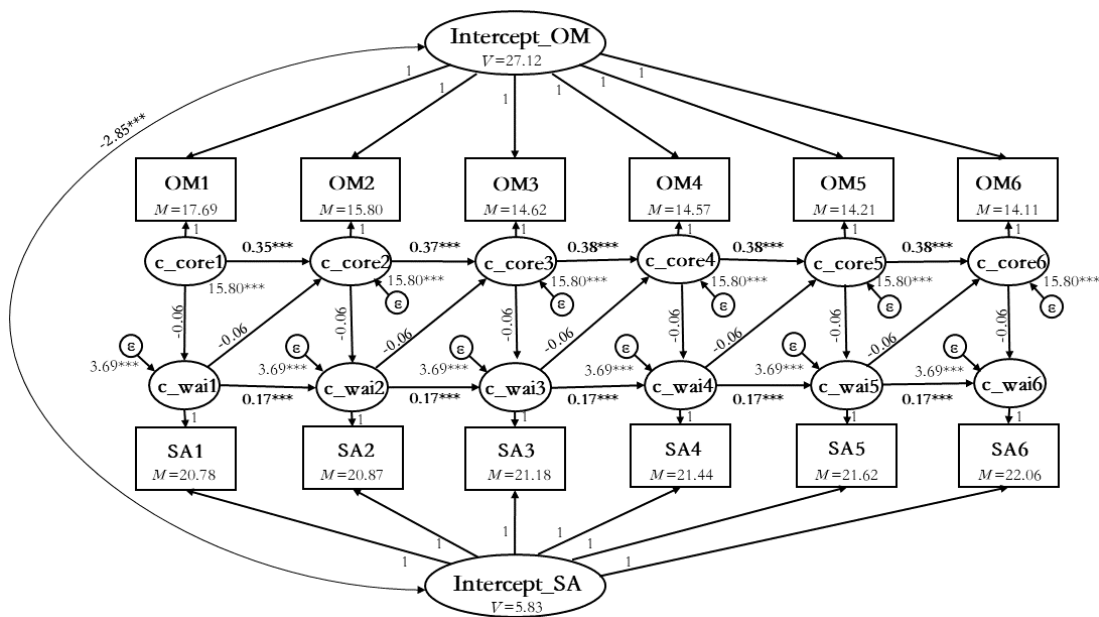 Intercept_OM
V=27.12
1 1 1 1 1 1
-2.85***
OM1 OM2 OM3 OM4 OM5 OM6
M=17.69 M=15.80 M=14.62 M=14.57 M=14.21 M=14.11
1 1 1 1 1 1
0.35*** 0.37*** 0.38*** 0.38*** 0.38***
c_core1 c_core2 c_core3 c_core4 c_core5 c_core6
15.80*** 15.80*** 15.80*** 15.80*** 15.80*** 15.80***
ε ε ε ε ε
-0.06 -0.06 -0.06 -0.06 -0.06 -0.06
-0.06 -0.06 -0.06 -0.06 -0.06
ε ε ε ε ε ε
3.69*** 3.69*** 3.69*** 3.69*** 3.69*** 3.69***
c_wai1 c_wai2 c_wai3 c_wai4 c_wai5 c_wai6
0.17*** 0.17*** 0.17*** 0.17*** 0.17***
1 1 1 1 1 1
SA1 SA2 SA3 SA4 SA5 SA6
M=20.78 M=20.87 M=21.18 M=21.44 M=21.62 M=22.06
1 1 1 1 1 1
Intercept_SA
V=5.83